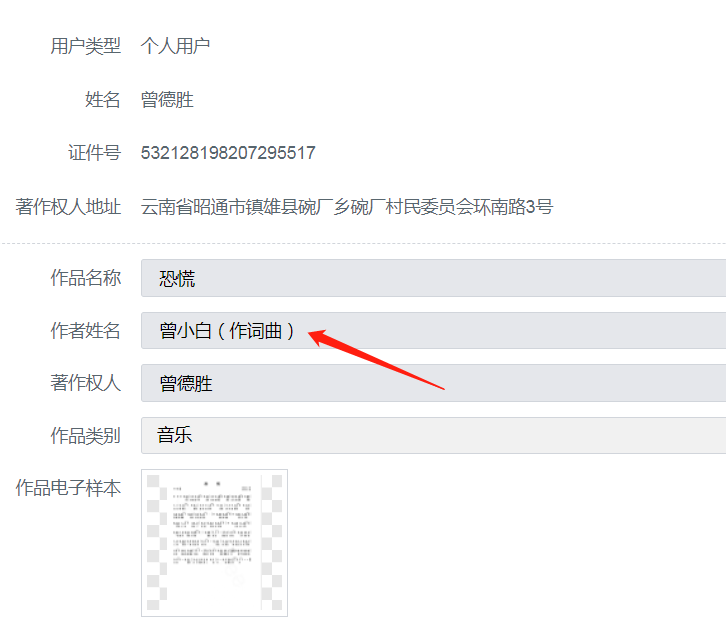 用户类型 个人用户
姓名 曾德胜
证件号 532128198207295517
著作权人地址 云南省昭通市镇雄县碗厂乡碗厂村民委员会环南路3号
作品名称 恐慌
作者姓名 曾小白（作词曲）
著作权人 曾德胜
作品类别 音乐
作品电子样本